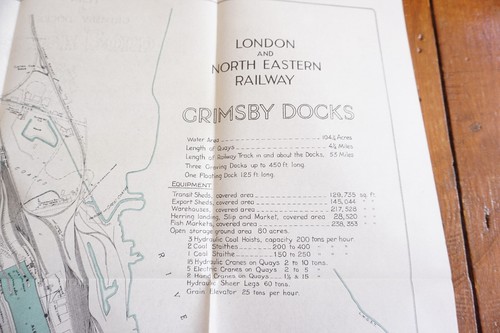 LONDON
AND
NORTH EASTERN
RAILWAY
GRIMSBY DOCKS
Water Area 104¼ Acres
Length of Quays 4¼ Miles
Length of Railway Track in and about the Docks, 55 Miles
Three Graving Docks up to 450 ft. long.
One Floating Dock 125 ft. long.
EQUIPMENT.
Transit Sheds, covered area 129,735 sq. ft.
Export Sheds, covered area 145,044 " "
Warehouses, covered area 217,528 " "
Herring landing, Slip and Market, covered area 28,520 " "
Fish Markets, covered area 238,353 " "
Open storage ground area 80 acres.
5 Hydraulic Coal Hoists, capacity 200 tons per hour.
2 Coal Staithes 200 to 400 " "
1 Coal Staithe 150 to 250 " "
Hydraulic Cranes on Quays 2 to 10 tons.
5 Electric Cranes on Quays 2 to 5 "
2 Hand Cranes on Quays 1½ & 15 "
Hydraulic Sheer Legs 60 tons.
Grain Elevator 25 tons per hour.
R I V E